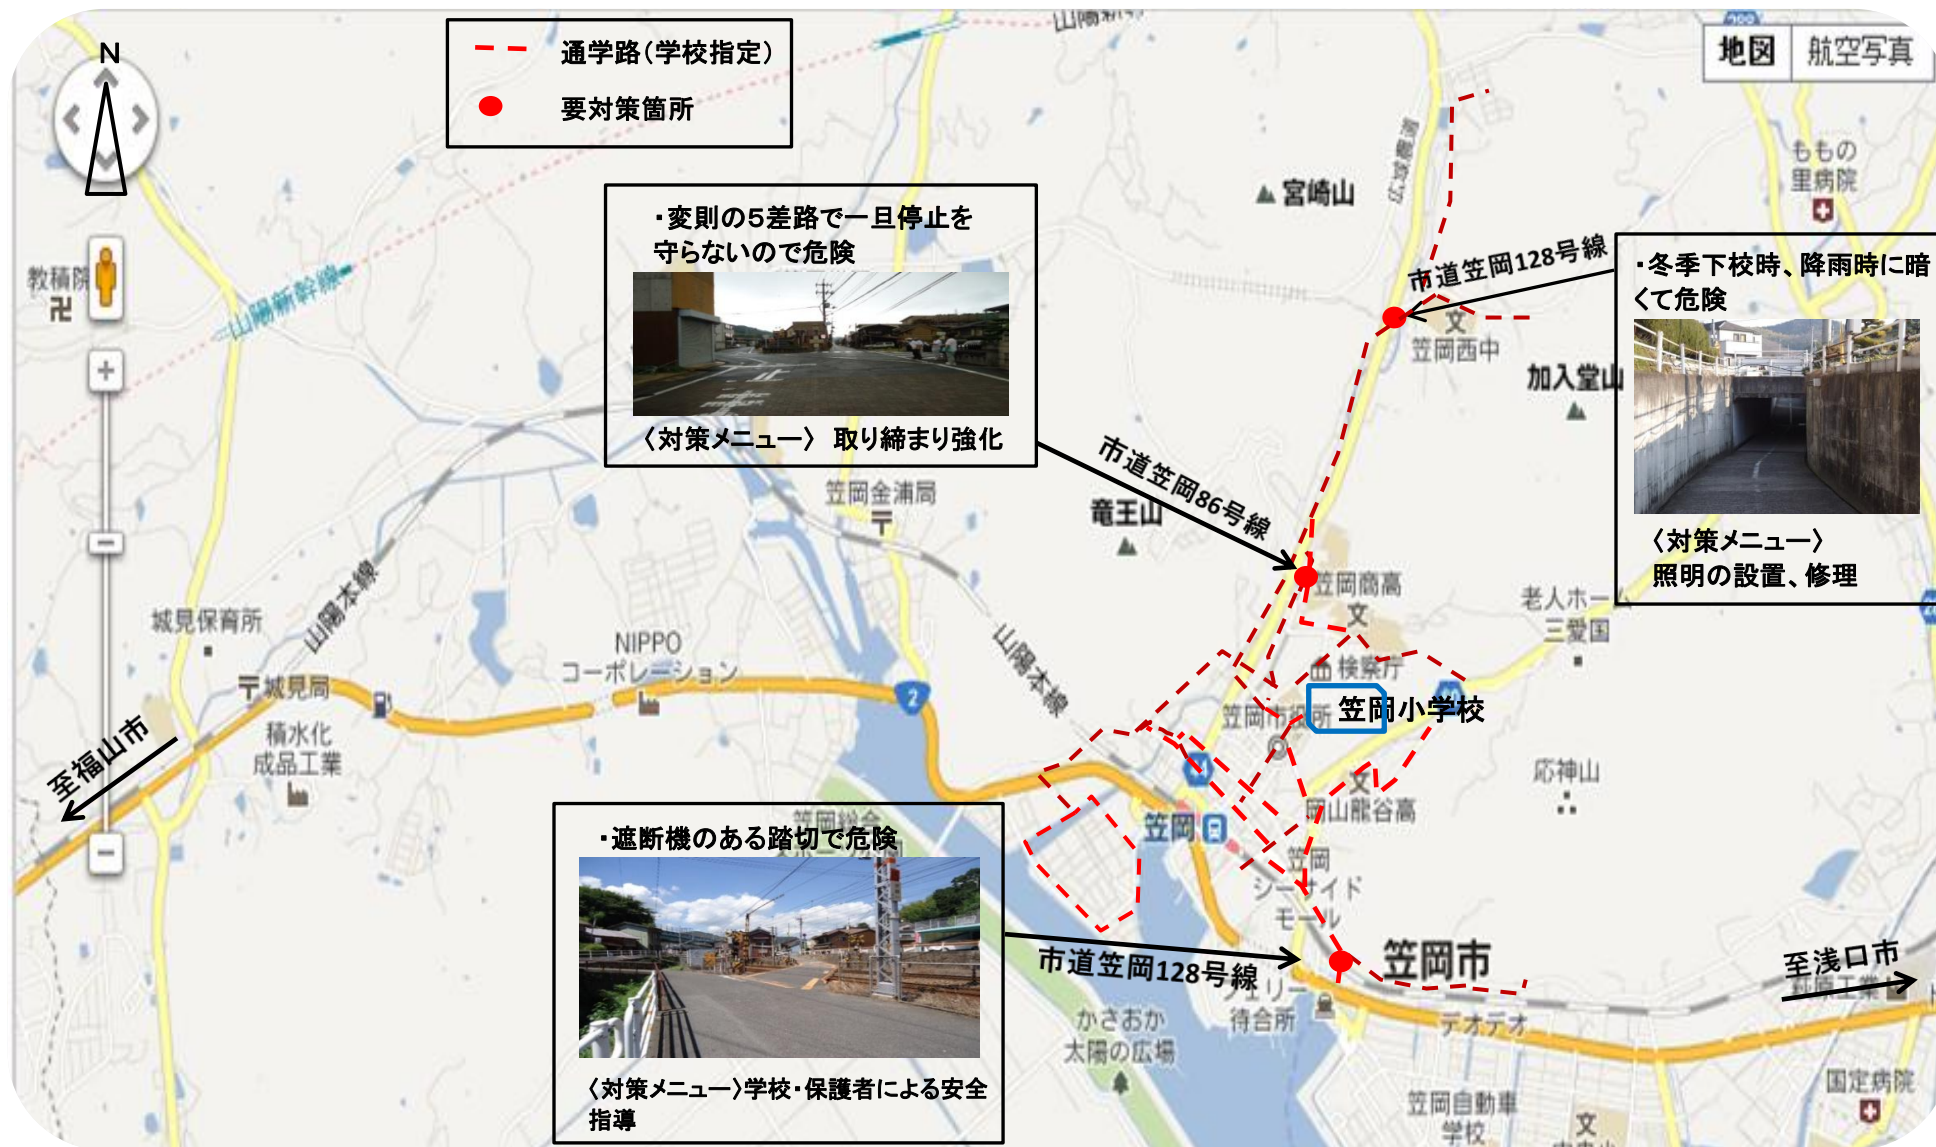 N
通学路(学校指定)
要対策箇所
地図
航空写真
・変則の5差路で一旦停止を
守らないので危険
〈対策メニュー〉 取り締まり強化
・冬季下校時、降雨時に暗
くて危険
〈対策メニュー〉
照明の設置、修理
・遮断機のある踏切で危険
〈対策メニュー〉学校・保護者による安全
指導
市道笠岡128号線
市道笠岡86号線
市道笠岡128号線
宮崎山
ももの
里病院
教積院
山陽新幹線
文
笠岡西中
加入堂山
笠岡金浦局
竜王山
笠岡商高
文
老人ホーム
三愛園
城見保育所
山陽本線
NIPPO
コーポレーション
山陽本線
検察庁
城見局
2
笠岡市役所
笠岡小学校
至福山市
積水化
成品工業
応神山
文
岡山龍谷高
笠岡
笠岡
シーサイド
モール
笠岡市
至浅口市
フェリー
待合所
デオデオ
かさおか
太陽の広場
国定病院
笠岡自動車
学校
文